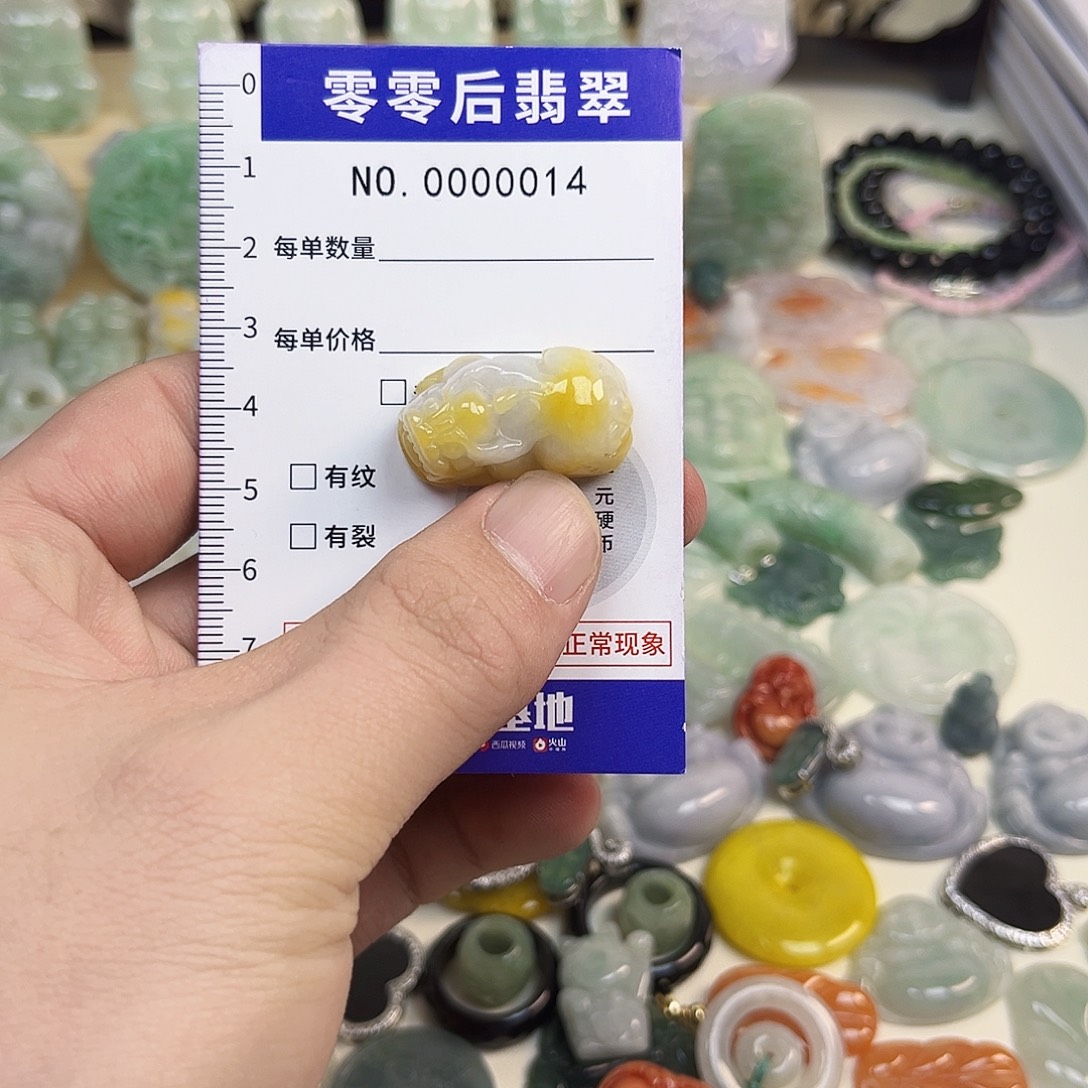 0
零零后翡翠
1
NO. 0000014
2 每单数量
3
每单价格
4
5 有纹
元
硬
币
有裂
6
7
正常现象
基地
西瓜视频 火山